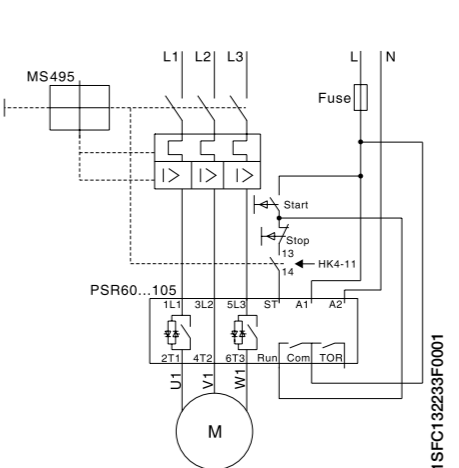 L1 L2 L3 L N
MS495
Fuse
I> I> I>
Start
Stop
13
14 HK4-11
PSR60...105
1L1 3L2 5L3 ST A1 A2
2T1 4T2 6T3 Run Com TOR
U1 V1 W1
M
1SFC132233F0001